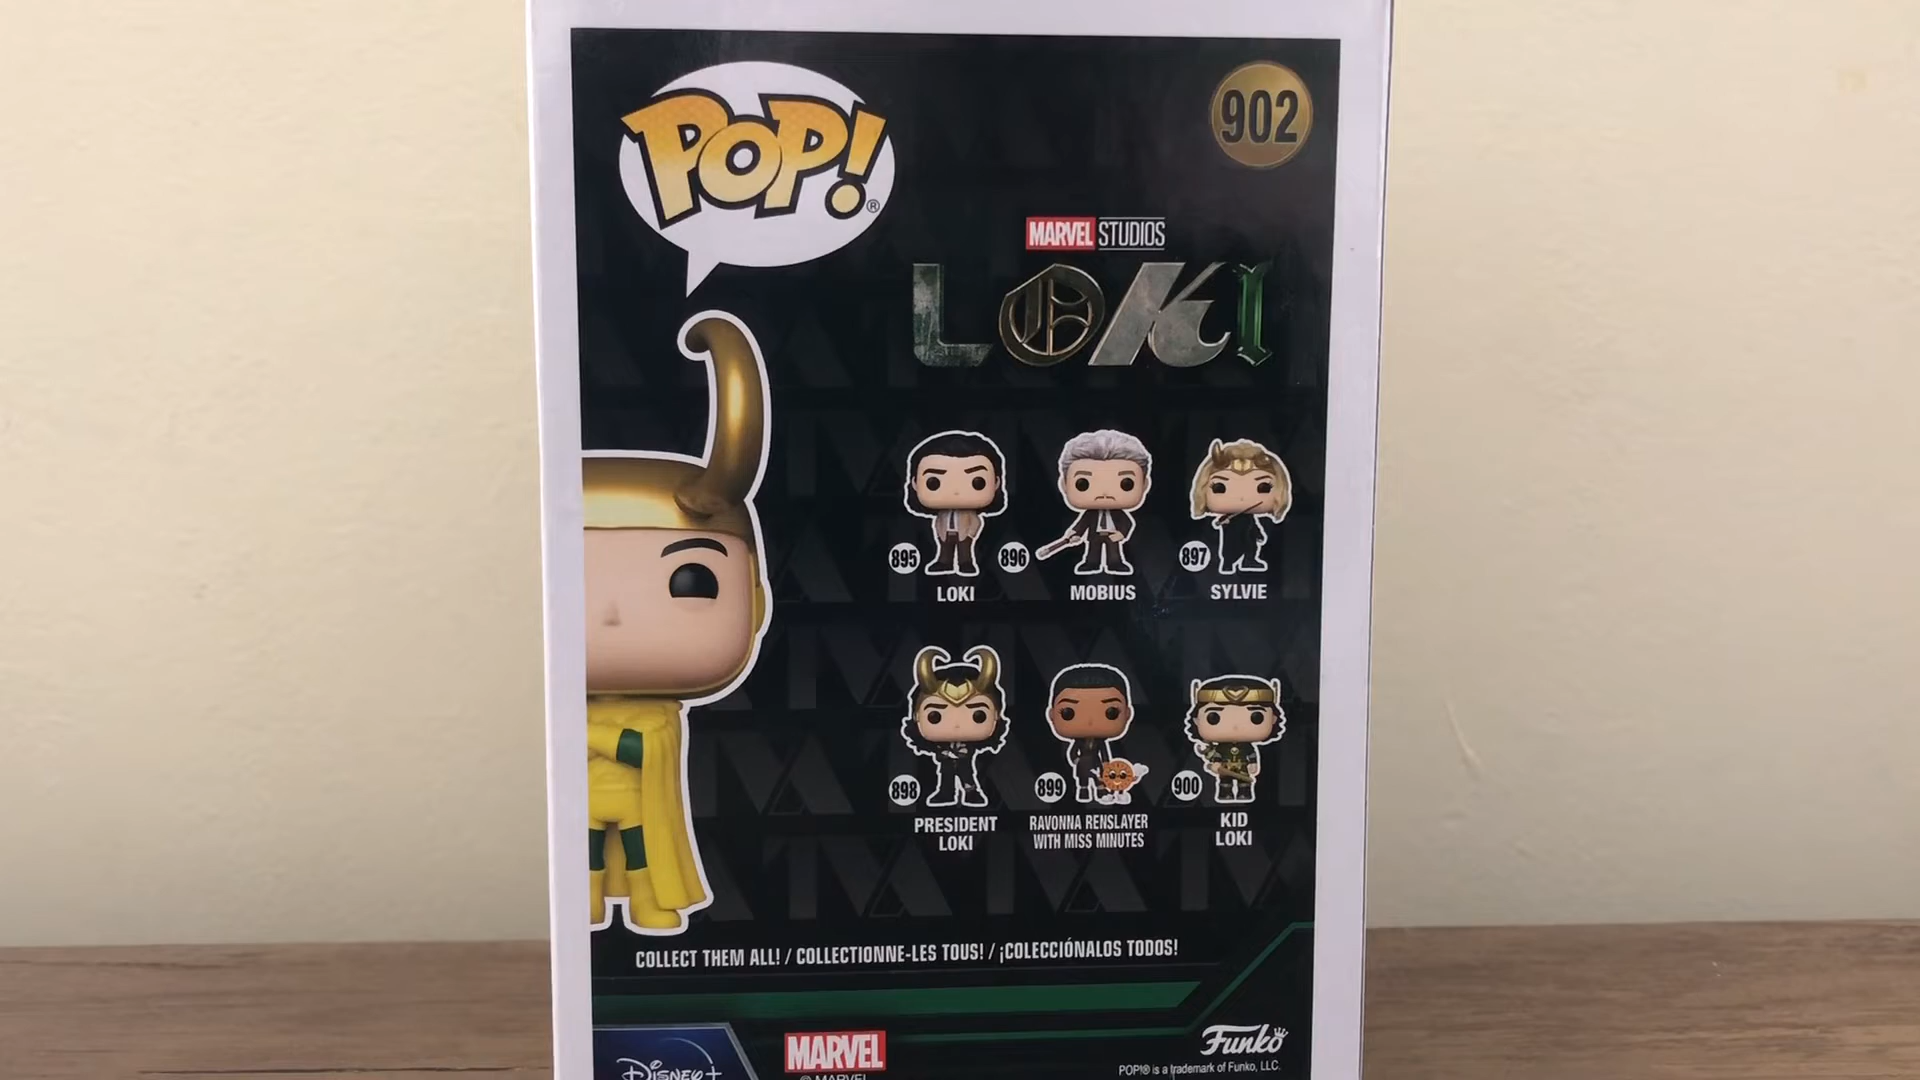 POP!®
902
MARVEL STUDIOS
LOKI
895
896
897
LOKI
MOBIUS
SYLVIE
898
899
900
PRESIDENT
LOKI
RAVONNA RENSLAYER
WITH MISS MINUTES
KID
LOKI
COLLECT THEM ALL! / COLLECTIONNE-LES TOUS! / ¡COLECCIÓNALOS TODOS!
Disney+
MARVEL
© MARVEL
Funko
POP!® is a trademark of Funko, LLC.